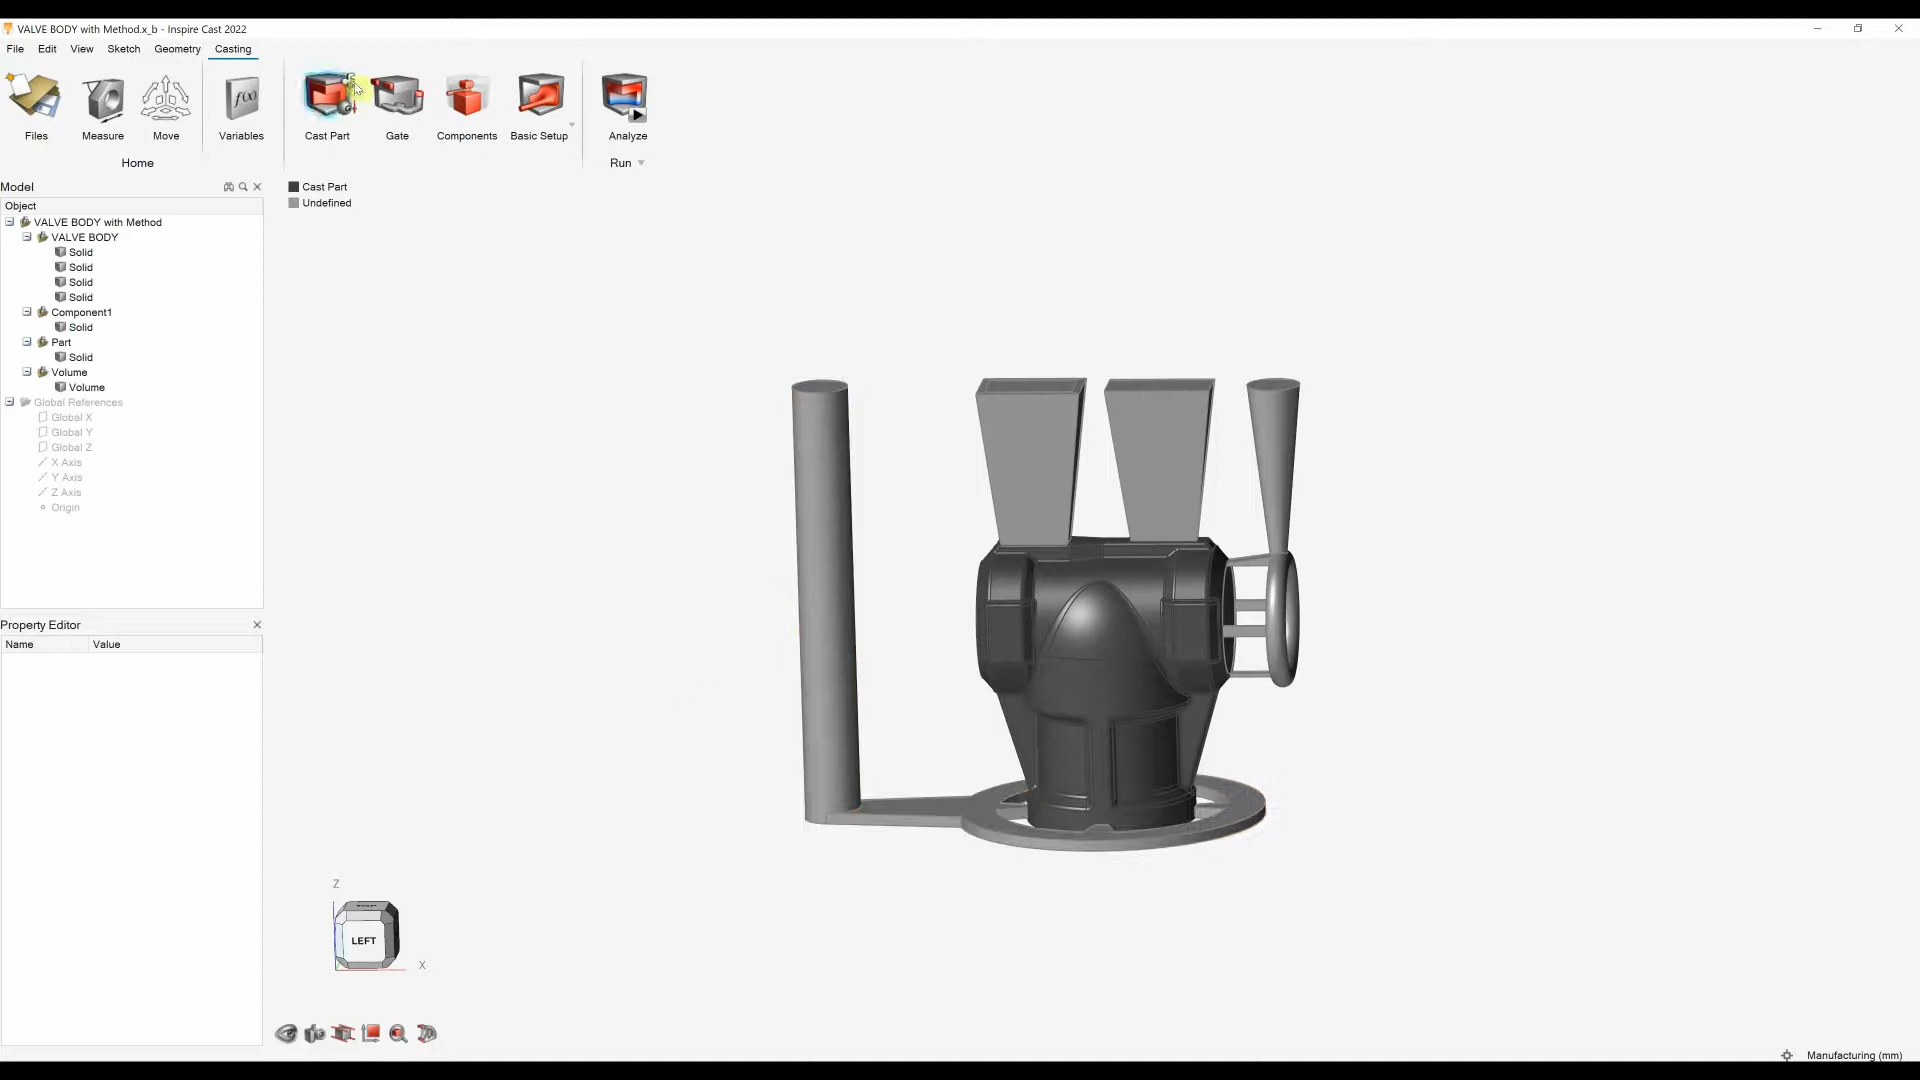 VALVE BODY with Method.x_b - Inspire Cast 2022
File Edit View Sketch Geometry Casting
Files Measure Move Variables Cast Part Gate Components Basic Setup Analyze
Home Run
Model
Object
VALVE BODY with Method
VALVE BODY
Solid
Solid
Solid
Solid
Component1
Solid
Part
Solid
Volume
Volume
Global References
Global X
Global Y
Global Z
X Axis
Y Axis
Z Axis
Origin
Property Editor
Name Value
Cast Part
Undefined
Z
TOP
LEFT
X
Manufacturing (mm)